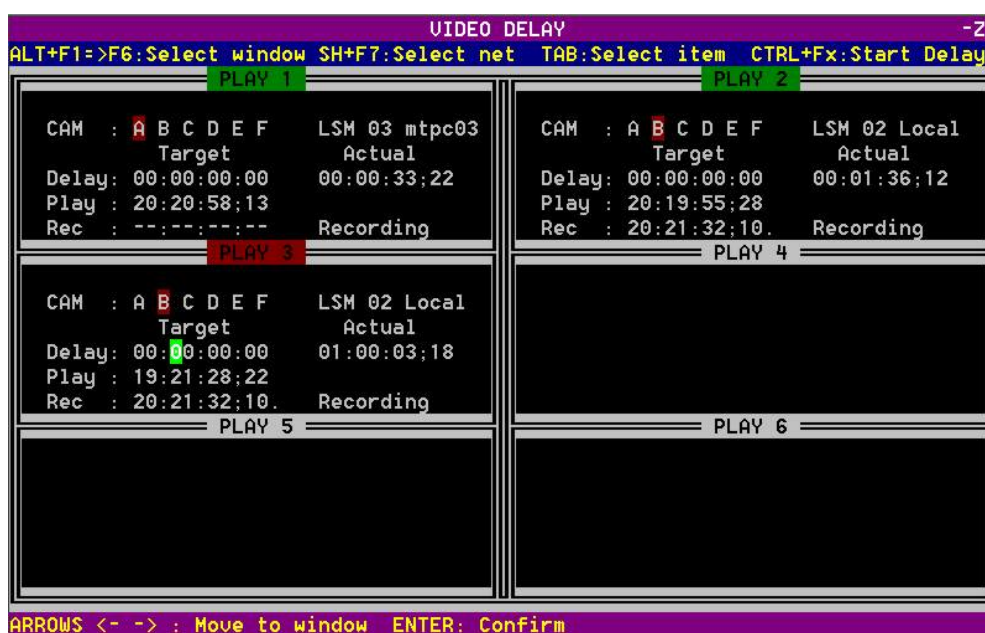 VIDEO DELAY -Z
ALT+F1=>F6:Select window SH+F7:Select net TAB:Select item CTRL+Fx:Start Delay
PLAY 1
CAM : A B C D E F LSM 03 mtpc03
Target Actual
Delay: 00:00:00:00 00:00:33;22
Play : 20:20:58;13
Rec : --:--:--:-- Recording
PLAY 2
CAM : A B C D E F LSM 02 Local
Target Actual
Delay: 00:00:00:00 00:01:36;12
Play : 20:19:55;28
Rec : 20:21:32;10. Recording
PLAY 3
CAM : A B C D E F LSM 02 Local
Target Actual
Delay: 00:00:00:00 01:00:03;18
Play : 19:21:28;22
Rec : 20:21:32;10. Recording
PLAY 4
PLAY 5
PLAY 6
ARROWS <- -> : Move to window ENTER: Confirm